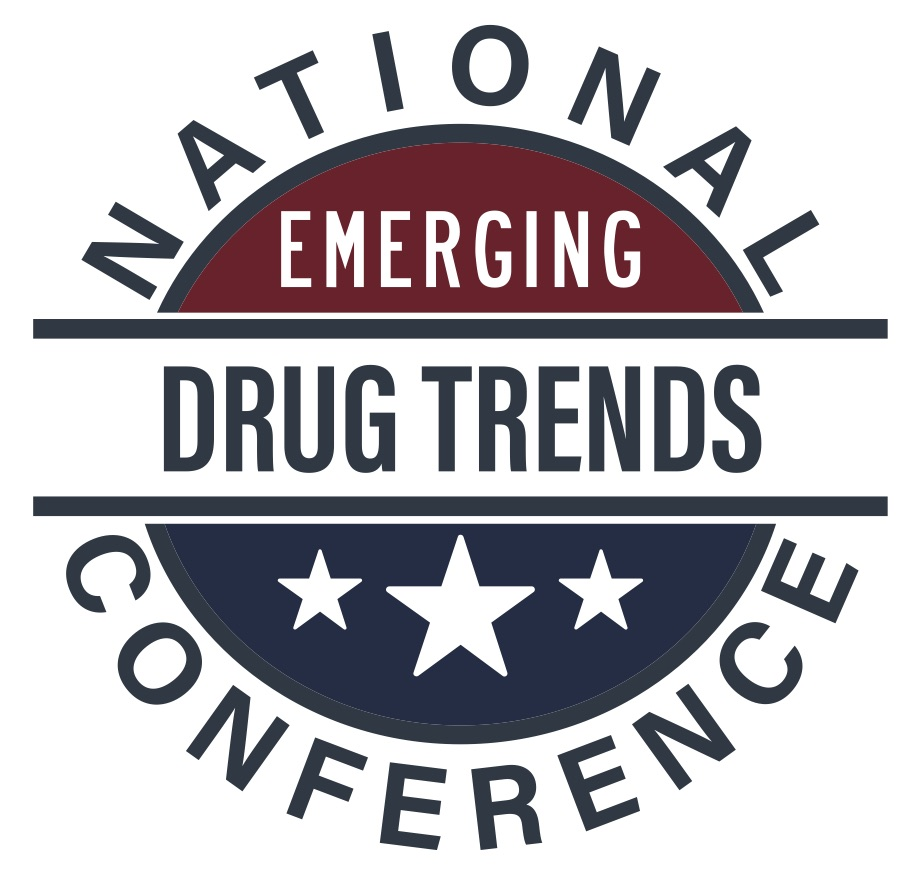 NATIONAL
EMERGING
DRUG TRENDS
CONFERENCE